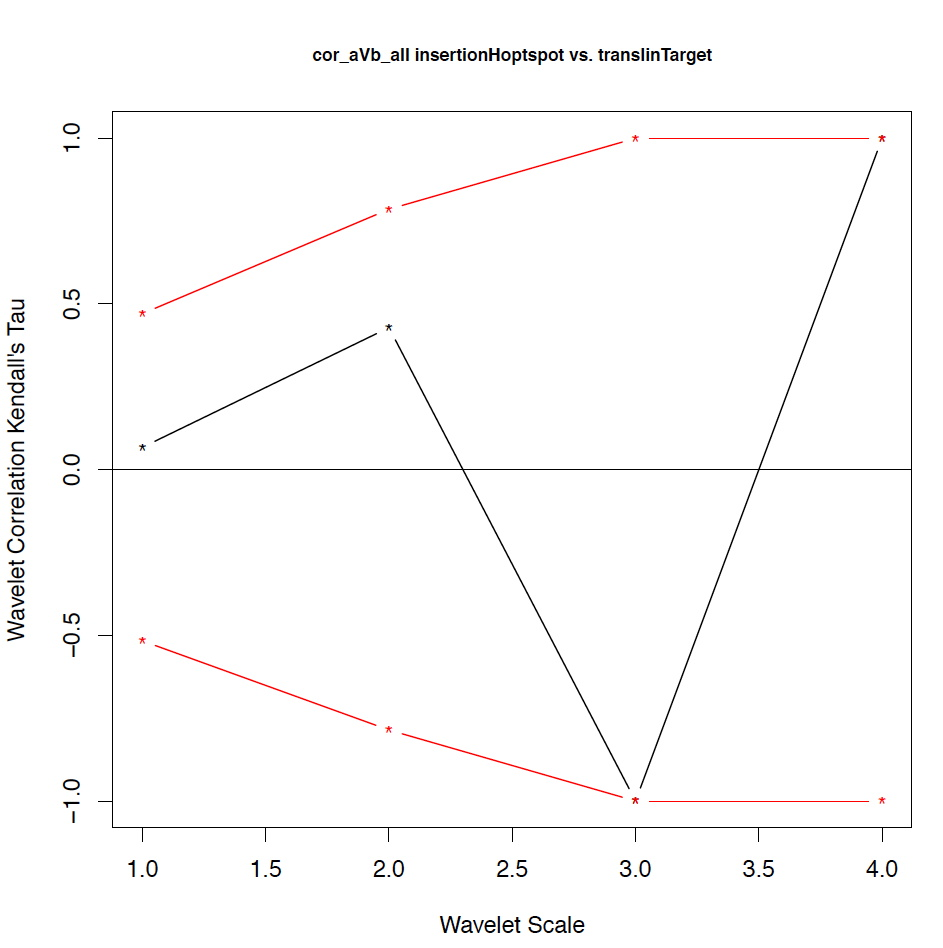 cor_aVb_all insertionHoptspot vs. translinTarget
Wavelet Correlation Kendall's Tau
1.0
0.5
0.0
−0.5
−1.0
1.0 1.5 2.0 2.5 3.0 3.5 4.0
Wavelet Scale